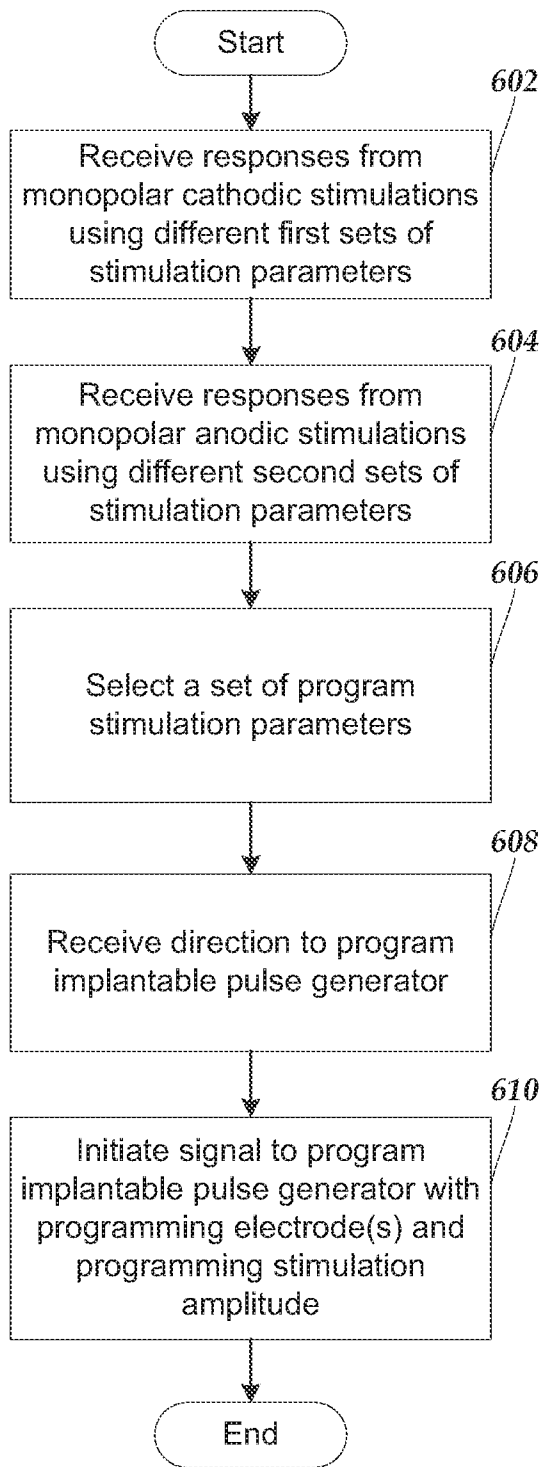 Start
602
Receive responses from
monopolar cathodic stimulations
using different first sets of
stimulation parameters
604
Receive responses from
monopolar anodic stimulations
using different second sets of
stimulation parameters
606
Select a set of program
stimulation parameters
608
Receive direction to program
implantable pulse generator
610
Initiate signal to program
implantable pulse generator with
programming electrode(s) and
programming stimulation
amplitude
End